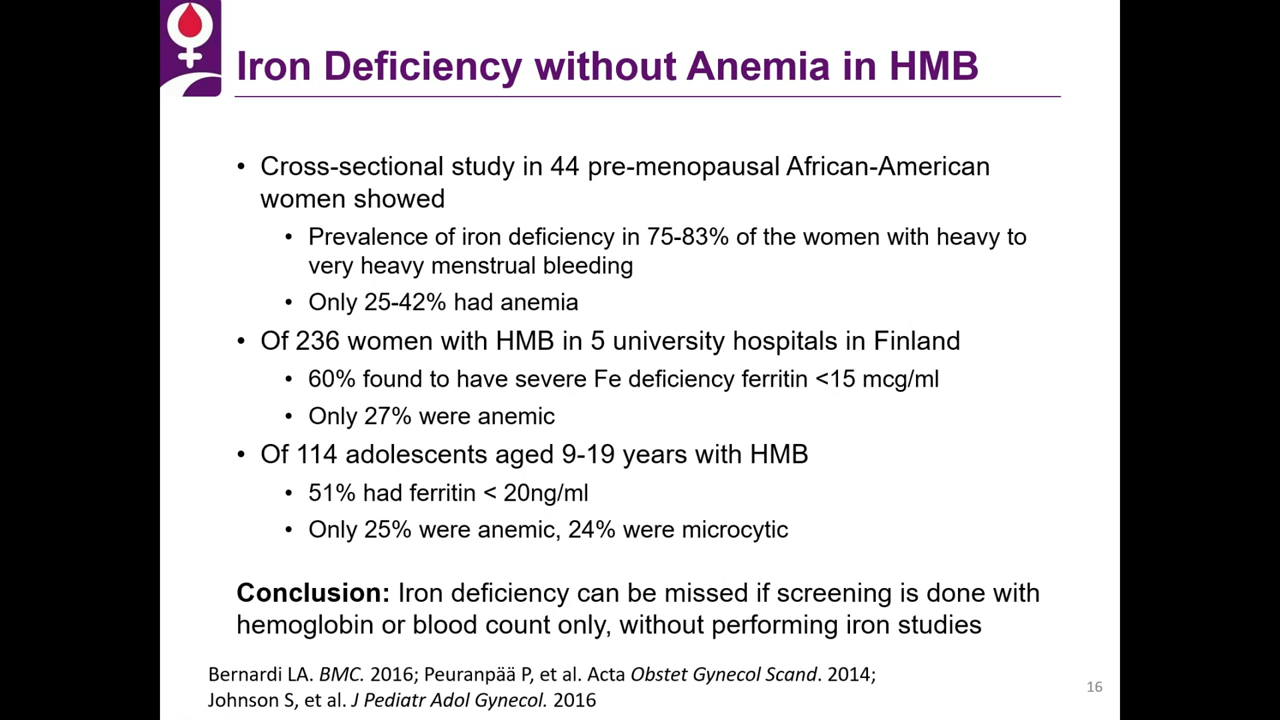 Iron Deficiency without Anemia in HMB
• Cross-sectional study in 44 pre-menopausal African-American
women showed
• Prevalence of iron deficiency in 75-83% of the women with heavy to
very heavy menstrual bleeding
• Only 25-42% had anemia
• Of 236 women with HMB in 5 university hospitals in Finland
• 60% found to have severe Fe deficiency ferritin <15 mcg/ml
• Only 27% were anemic
• Of 114 adolescents aged 9-19 years with HMB
• 51% had ferritin < 20ng/ml
• Only 25% were anemic, 24% were microcytic
Conclusion: Iron deficiency can be missed if screening is done with
hemoglobin or blood count only, without performing iron studies
Bernardi LA. BMC. 2016; Peuranpää P, et al. Acta Obstet Gynecol Scand. 2014;
Johnson S, et al. J Pediatr Adol Gynecol. 2016
16